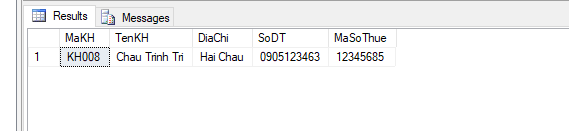 Results Messages
MaKH TenKH DiaChi SoDT MaSoThue
1 KH008 Chau Trinh Tri Hai Chau 0905123463 12345685